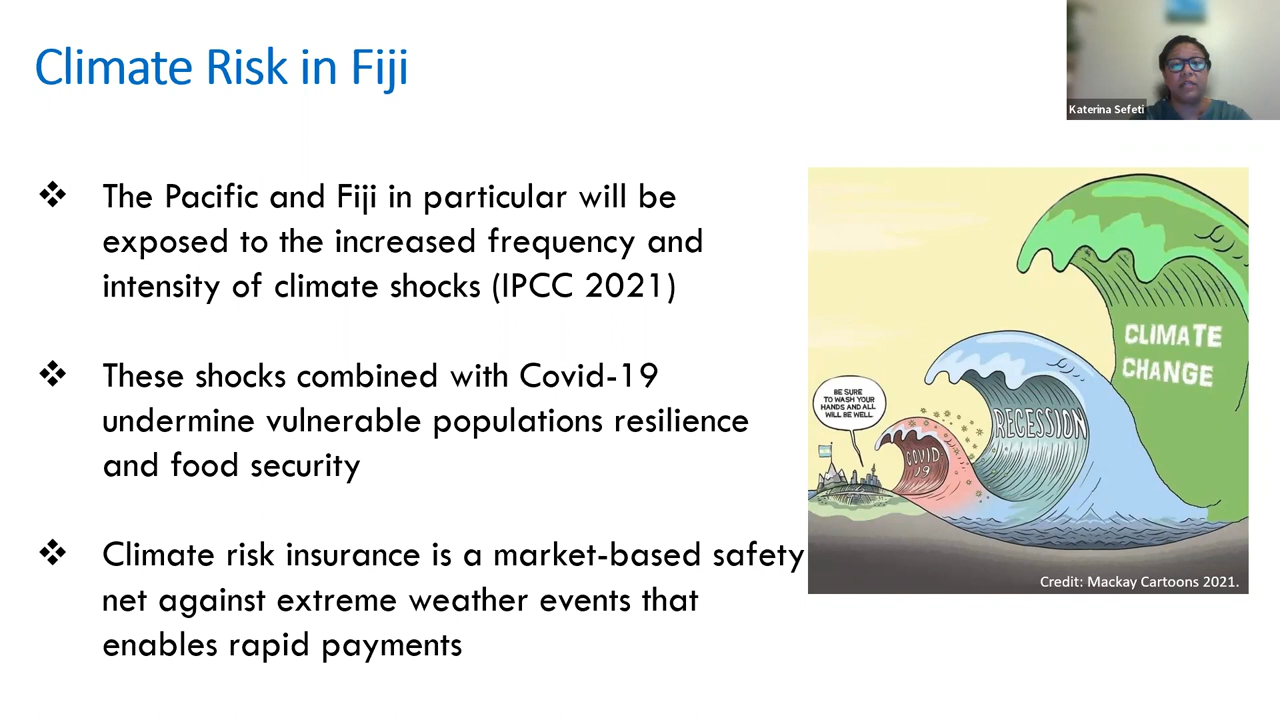 Climate Risk in Fiji
Katerina Sefeti
The Pacific and Fiji in particular will be
exposed to the increased frequency and
intensity of climate shocks (IPCC 2021)
These shocks combined with Covid-19
undermine vulnerable populations resilience
and food security
Climate risk insurance is a market-based safety
net against extreme weather events that
enables rapid payments
CLIMATE
CHANGE
RECESSION
COVID
19
BE SURE
TO WASH YOUR
HANDS AND ALL
WILL BE WELL
Credit: Mackay Cartoons 2021.